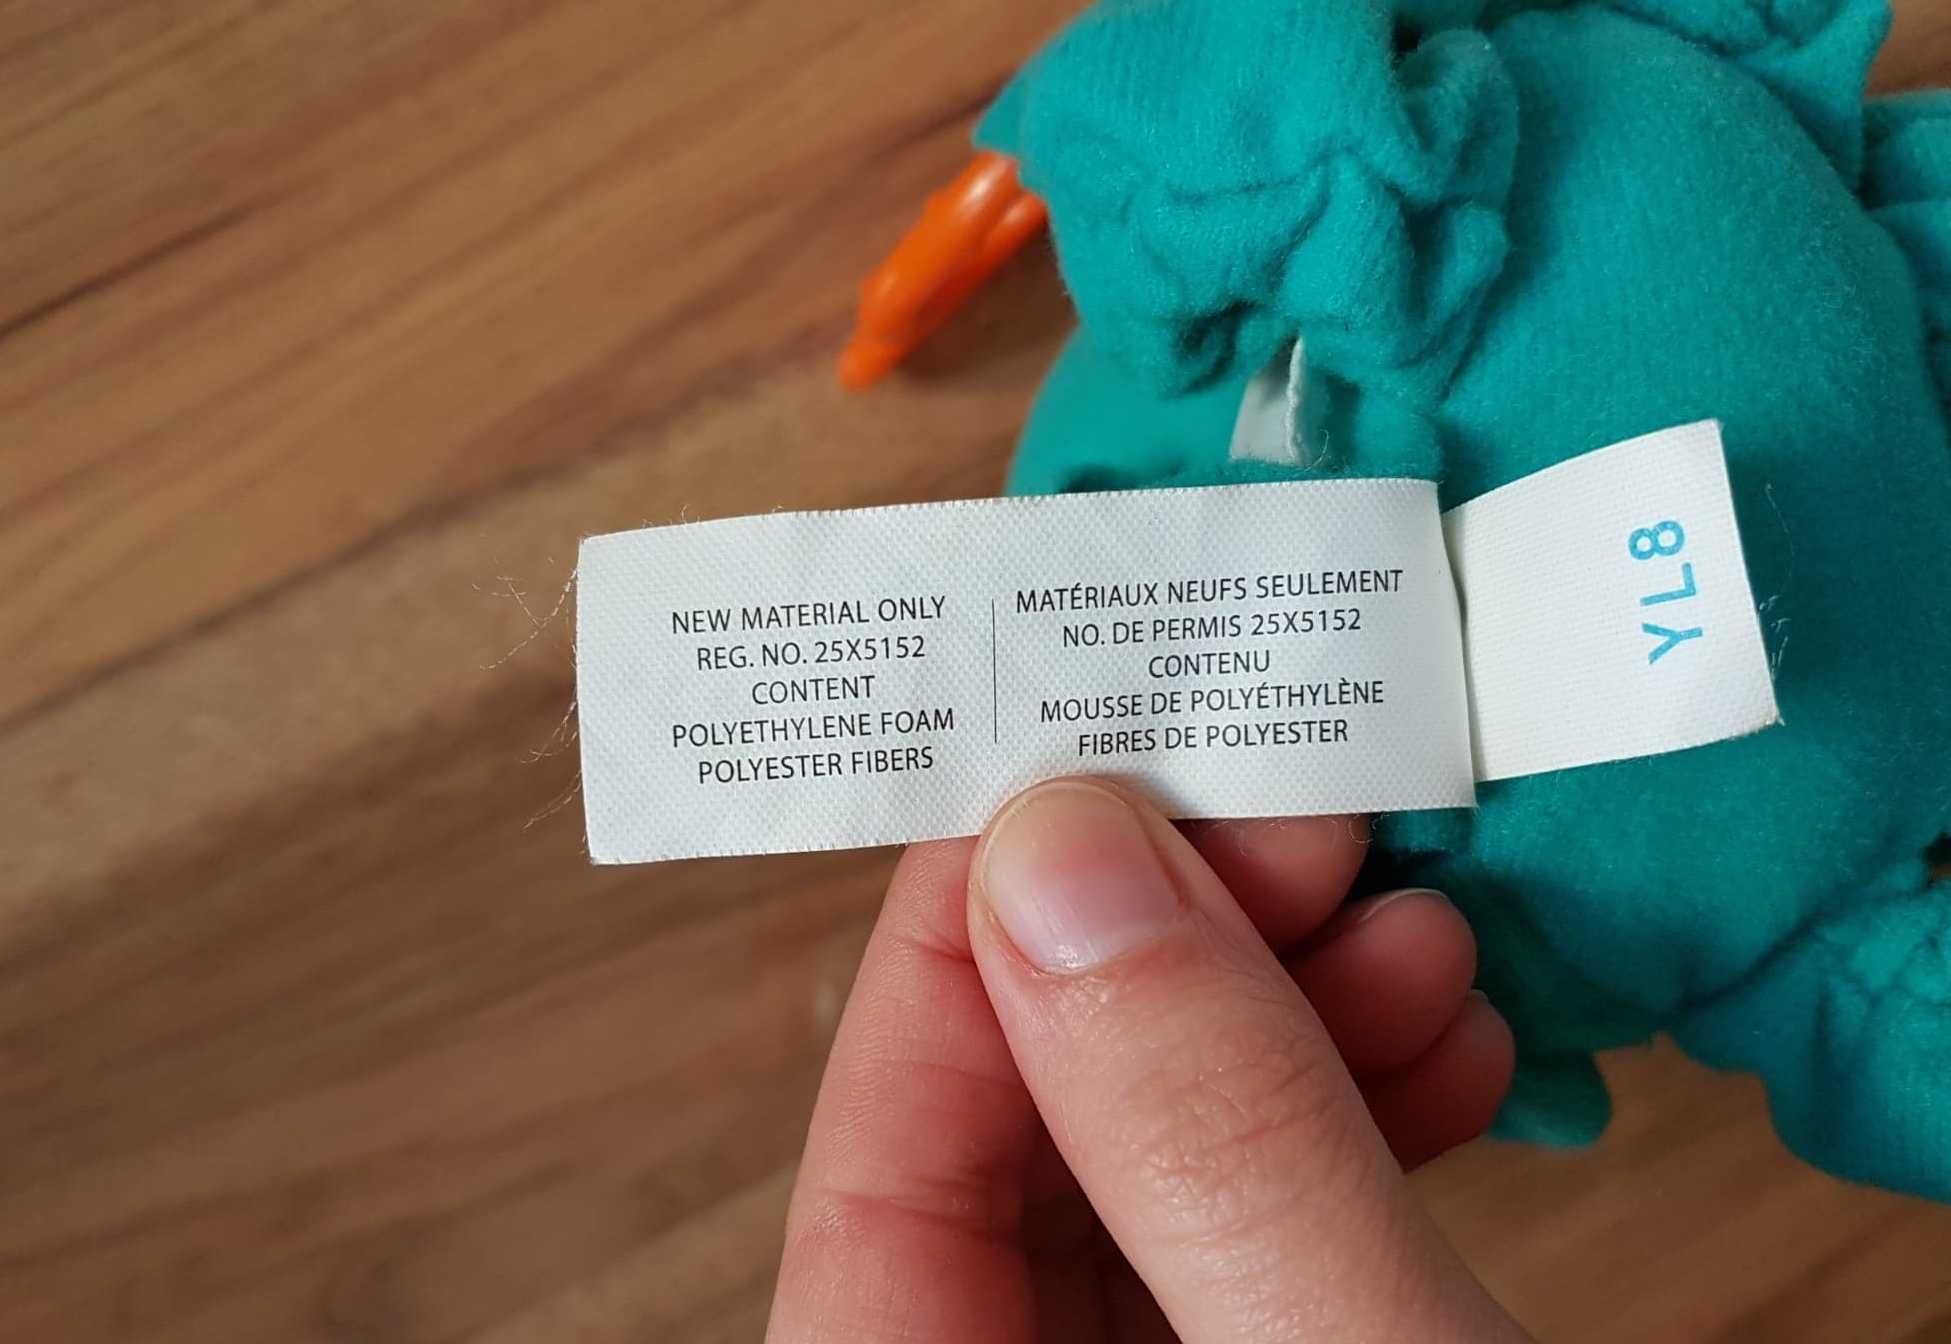 NEW MATERIAL ONLY
REG. NO. 25X5152
CONTENT
POLYETHYLENE FOAM
POLYESTER FIBERS
MATÉRIAUX NEUFS SEULEMENT
NO. DE PERMIS 25X5152
CONTENU
MOUSSE DE POLYÉTHYLÈNE
FIBRES DE POLYESTER
YL8